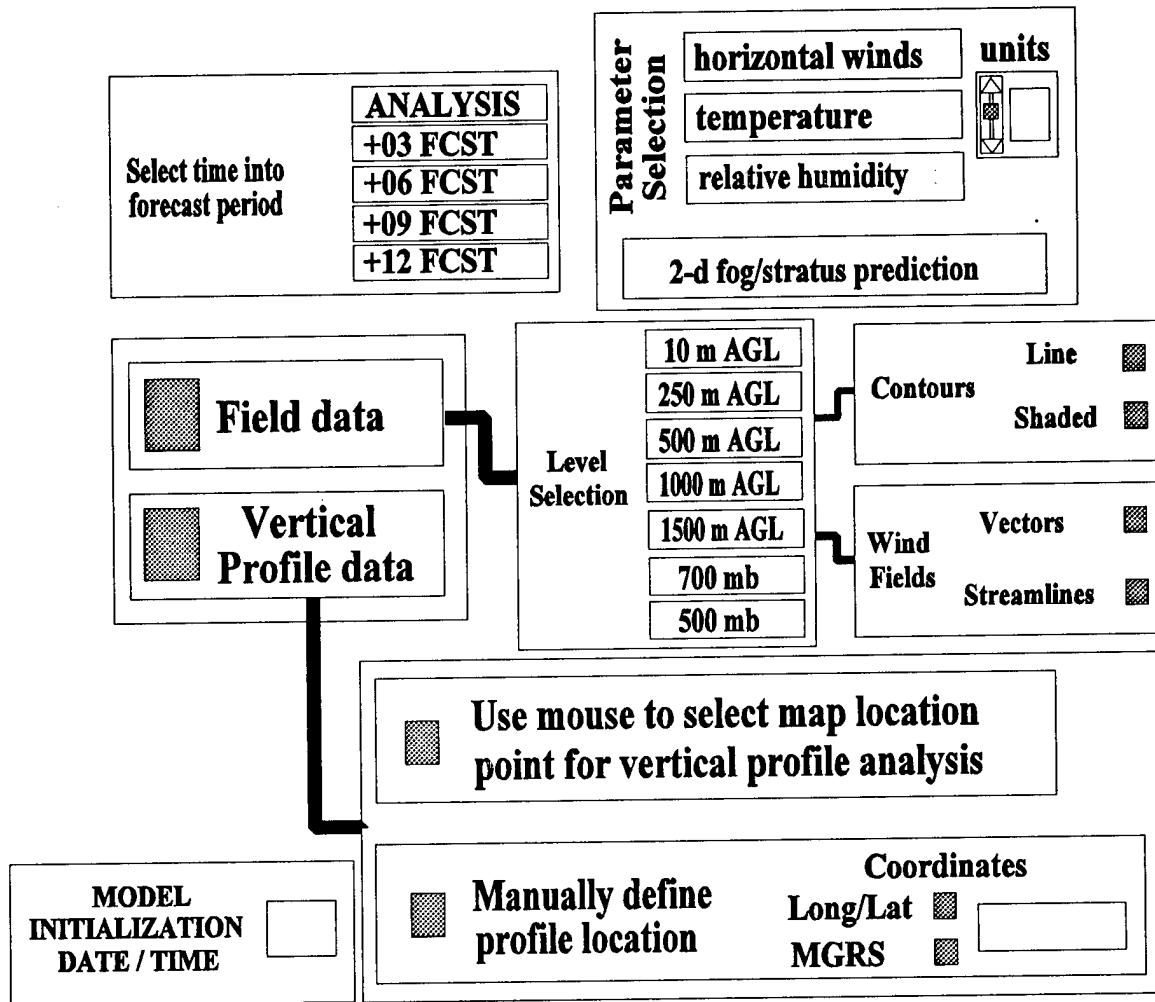 Select time into
forecast period
ANALYSIS
+03 FCST
+06 FCST
+09 FCST
+12 FCST
Parameter
Selection
horizontal winds
temperature
relative humidity
units
2-d fog/stratus prediction
Field data
Vertical
Profile data
Level
Selection
10 m AGL
250 m AGL
500 m AGL
1000 m AGL
1500 m AGL
700 mb
500 mb
Contours
Line
Shaded
Wind
Fields
Vectors
Streamlines
Use mouse to select map location
point for vertical profile analysis
Manually define
profile location
Coordinates
Long/Lat
MGRS
MODEL
INITIALIZATION
DATE / TIME